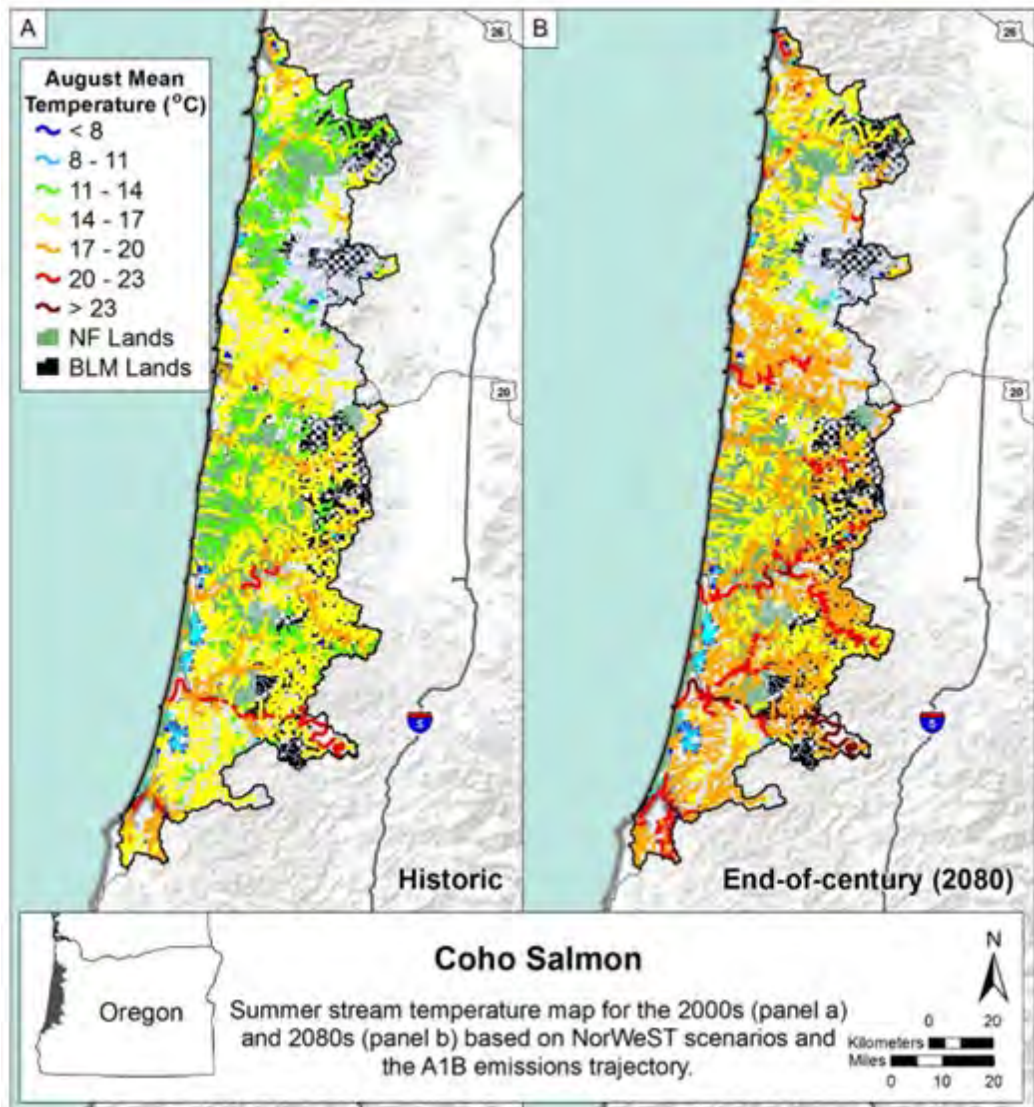 A
26
August Mean
Temperature (°C)
< 8
8 - 11
11 - 14
14 - 17
17 - 20
20 - 23
> 23
NF Lands
BLM Lands
20
5
Historic
B
26
20
5
End-of-century (2080)
Oregon
Coho Salmon
Summer stream temperature map for the 2000s (panel a)
and 2080s (panel b) based on NorWeST scenarios and
the A1B emissions trajectory.
N
0 20
Kilometers
Miles
0 10 20